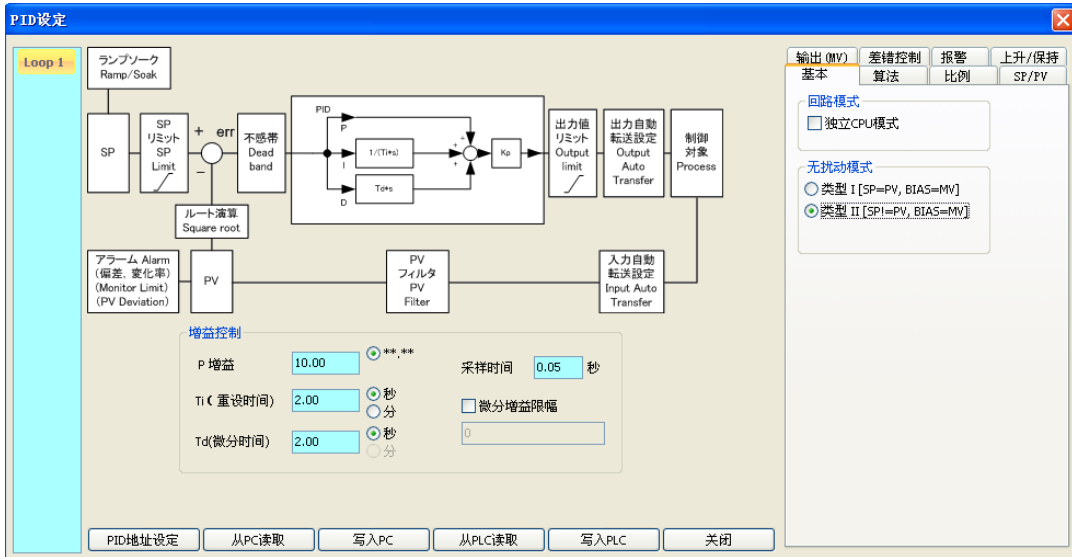 PID设定
Loop 1
ランプソーク
Ramp/Soak
SP
SP
リミット
SP
Limit
+
err
−
不感帯
Dead
band
PID
P
I
D
1/(Ti*s)
Td*s
+
+
+
Kp
出力値
リミット
Output
limit
出力自動
転送設定
Output
Auto
Transfer
制御
対象
Process
ルート演算
Square root
アラーム Alarm
(偏差, 変化率)
(Monitor Limit)
(PV Deviation)
PV
PV
フィルタ
PV
Filter
入力自動
転送設定
Input Auto
Transfer
增益控制
P 增益
10.00
**.**
Ti( 重设时间)
2.00
秒
分
Td(微分时间)
2.00
秒
分
采样时间
0.05
秒
微分增益限幅
0
PID地址设定
从PC读取
写入PC
从PLC读取
写入PLC
关闭
输出(MV)
差错控制
报警
上升/保持
基本
算法
比例
SP/PV
回路模式
独立CPU模式
无扰动模式
类型 I [SP=PV, BIAS=MV]
类型 II [SP!=PV, BIAS=MV]